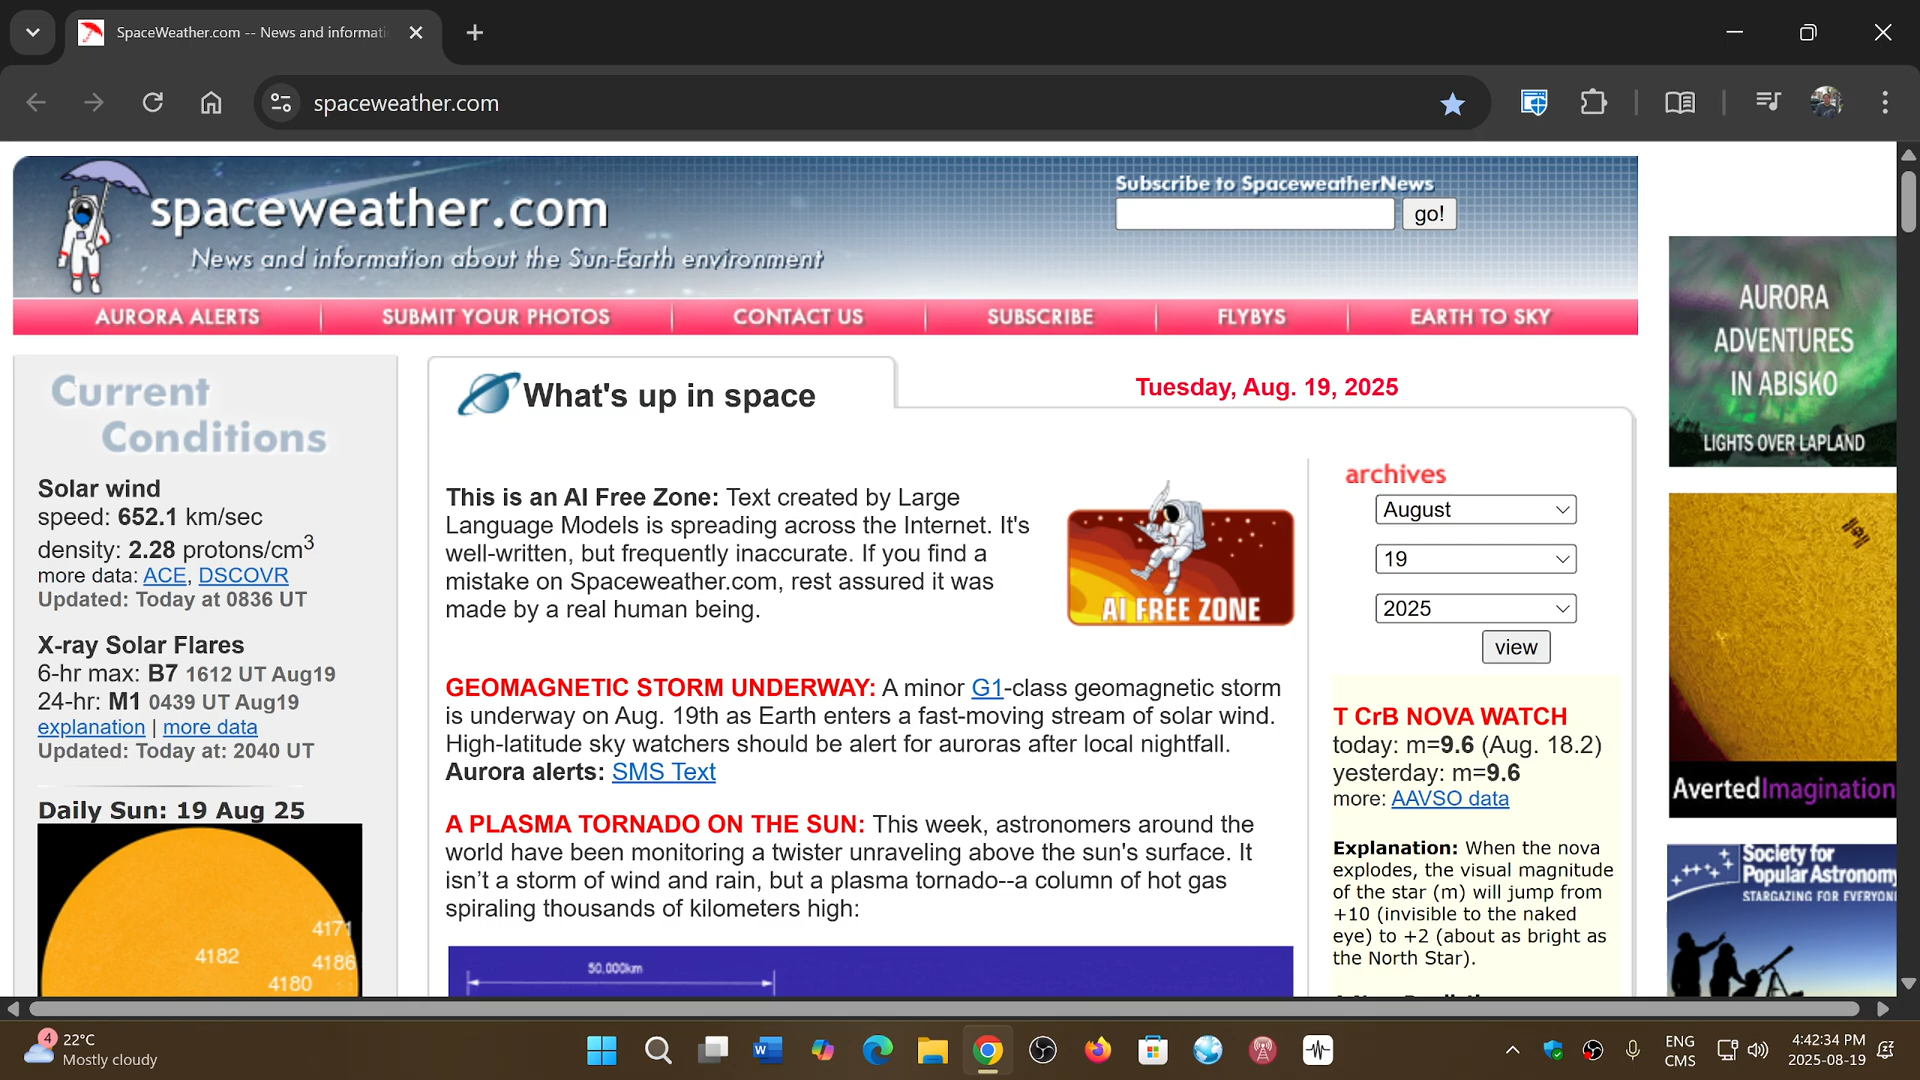 SpaceWeather.com -- News and informati
spaceweather.com
spaceweather.com
News and information about the Sun-Earth environment
Subscribe to SpaceweatherNews
go!
AURORA ALERTS
SUBMIT YOUR PHOTOS
CONTACT US
SUBSCRIBE
FLYBYS
EARTH TO SKY
Current
Conditions
Solar wind
speed: 652.1 km/sec
density: 2.28 protons/cm3
more data: ACE, DSCOVR
Updated: Today at 0836 UT
X-ray Solar Flares
6-hr max: B7 1612 UT Aug19
24-hr: M1 0439 UT Aug19
explanation | more data
Updated: Today at: 2040 UT
Daily Sun: 19 Aug 25
4171
4182
4186
4180
What's up in space
Tuesday, Aug. 19, 2025
This is an AI Free Zone: Text created by Large
Language Models is spreading across the Internet. It's
well-written, but frequently inaccurate. If you find a
mistake on Spaceweather.com, rest assured it was
made by a real human being.
AI FREE ZONE
GEOMAGNETIC STORM UNDERWAY: A minor G1-class geomagnetic storm
is underway on Aug. 19th as Earth enters a fast-moving stream of solar wind.
High-latitude sky watchers should be alert for auroras after local nightfall.
Aurora alerts: SMS Text
A PLASMA TORNADO ON THE SUN: This week, astronomers around the
world have been monitoring a twister unraveling above the sun's surface. It
isn’t a storm of wind and rain, but a plasma tornado--a column of hot gas
spiraling thousands of kilometers high:
50,000km
archives
August
19
2025
view
T CrB NOVA WATCH
today: m=9.6 (Aug. 18.2)
yesterday: m=9.6
more: AAVSO data
Explanation: When the nova
explodes, the visual magnitude
of the star (m) will jump from
+10 (invisible to the naked
eye) to +2 (about as bright as
the North Star).
AURORA
ADVENTURES
IN ABISKO
LIGHTS OVER LAPLAND
AvertedImagination
Society for
Popular Astronomy
STARGAZING FOR EVERYON
4
22°C
Mostly cloudy
ENG
CMS
4:42:34 PM
2025-08-19